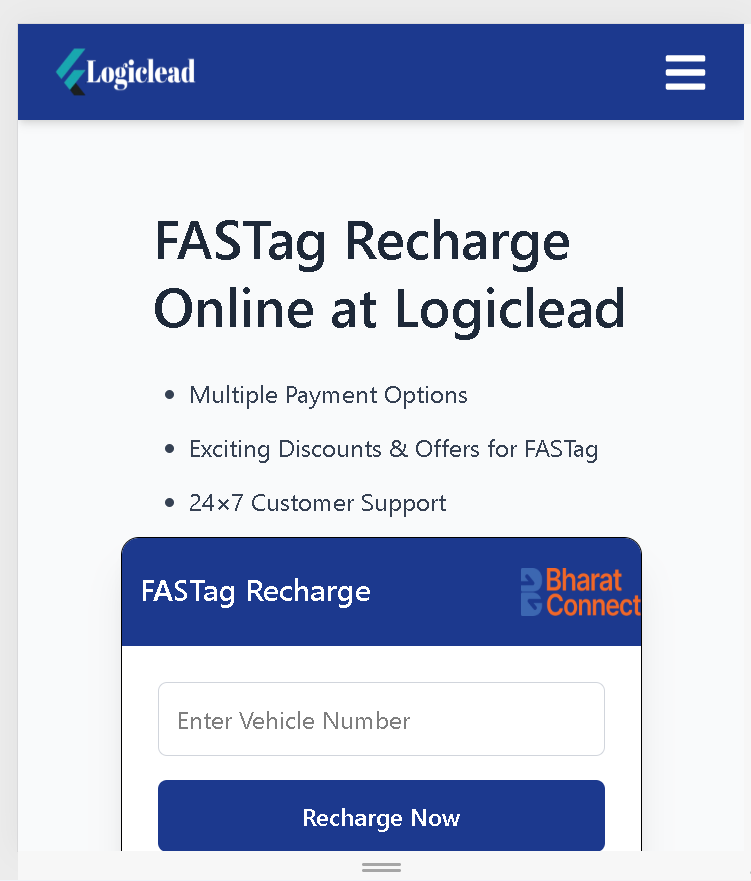 Logiclead
FASTag Recharge
Online at Logiclead
Multiple Payment Options
Exciting Discounts & Offers for FASTag
24×7 Customer Support
FASTag Recharge
Bharat
Connect
Enter Vehicle Number
Recharge Now